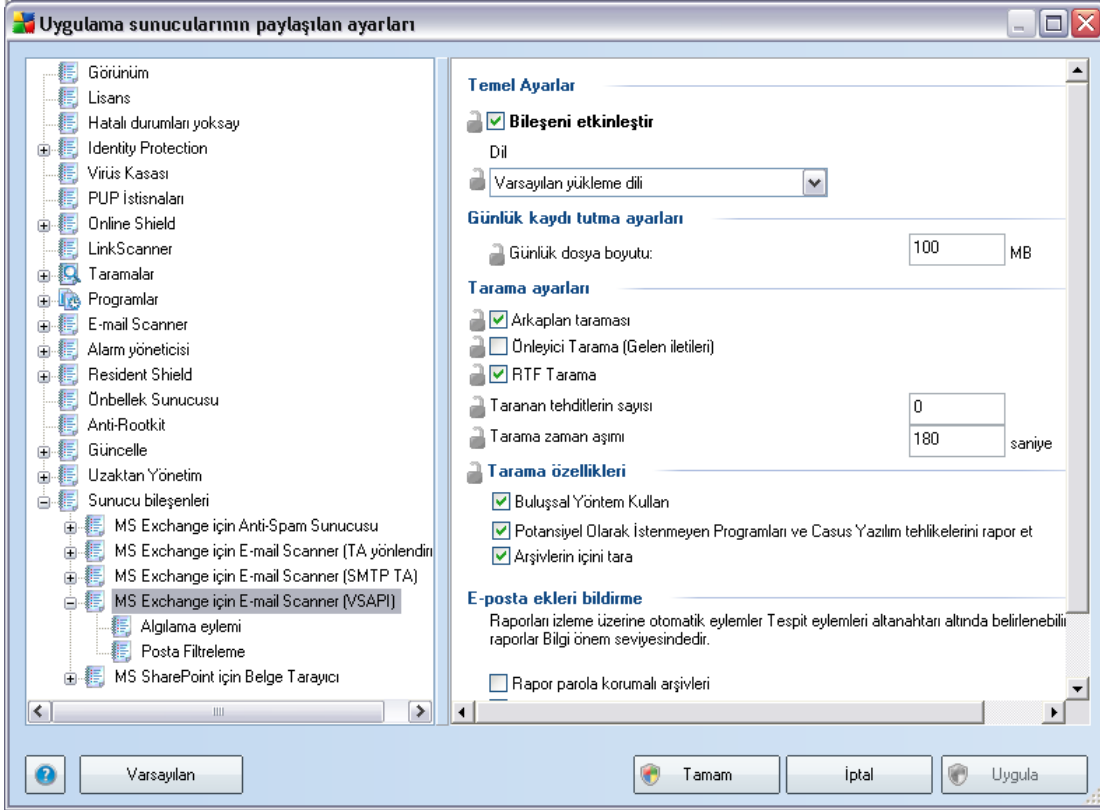 Uygulama sunucularının paylaşılan ayarları
Görünüm
Lisans
Hatalı durumları yoksay
Identity Protection
Virüs Kasası
PUP İstisnaları
Online Shield
LinkScanner
Taramalar
Programlar
E-mail Scanner
Alarm yöneticisi
Resident Shield
Önbellek Sunucusu
Anti-Rootkit
Güncelle
Uzaktan Yönetim
Sunucu bileşenleri
MS Exchange için Anti-Spam Sunucusu
MS Exchange için E-mail Scanner (TA yönlendirı
MS Exchange için E-mail Scanner (SMTP TA)
MS Exchange için E-mail Scanner (VSAPI)
Algılama eylemi
Posta Filtreleme
MS SharePoint için Belge Tarayıcı
Temel Ayarlar
Bileşeni etkinleştir
Dil
Varsayılan yükleme dili
Günlük kaydı tutma ayarları
Günlük dosya boyutu: 100 MB
Tarama ayarları
Arkaplan taraması
Önleyici Tarama (Gelen iletileri)
RTF Tarama
Taranan tehditlerin sayısı 0
Tarama zaman aşımı 180 saniye
Tarama özellikleri
Buluşsal Yöntem Kullan
Potansiyel Olarak İstenmeyen Programları ve Casus Yazılım tehlikelerini rapor et
Arşivlerin içini tara
E-posta ekleri bildirme
Raporları izleme üzerine otomatik eylemler Tespit eylemleri altanahtarı altında belirlenebilir
raporlar Bilgi önem seviyesindedir.
Rapor parola korumalı arşivleri
Varsayılan
Tamam
İptal
Uygula